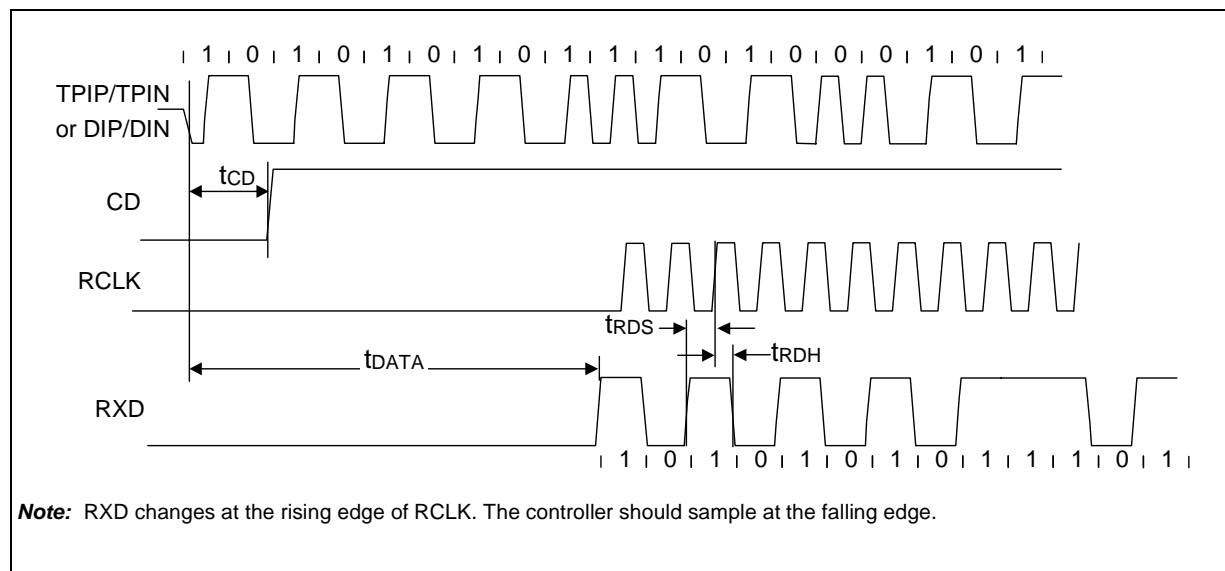 | 1 | 0 | 1 | 0 | 1 | 0 | 1 | 0 | 1 | 1 | 1 | 0 | 1 | 0 | 0 | 0 | 1 | 0 | 1 |
TPIP/TPIN
or DIP/DIN
tCD
CD
RCLK
tRDS
tRDH
tDATA
RXD
| 1 | 0 | 1 | 0 | 1 | 0 | 1 | 0 | 1 | 1 | 1 | 0 | 1 |
Note: RXD changes at the rising edge of RCLK. The controller should sample at the falling edge.